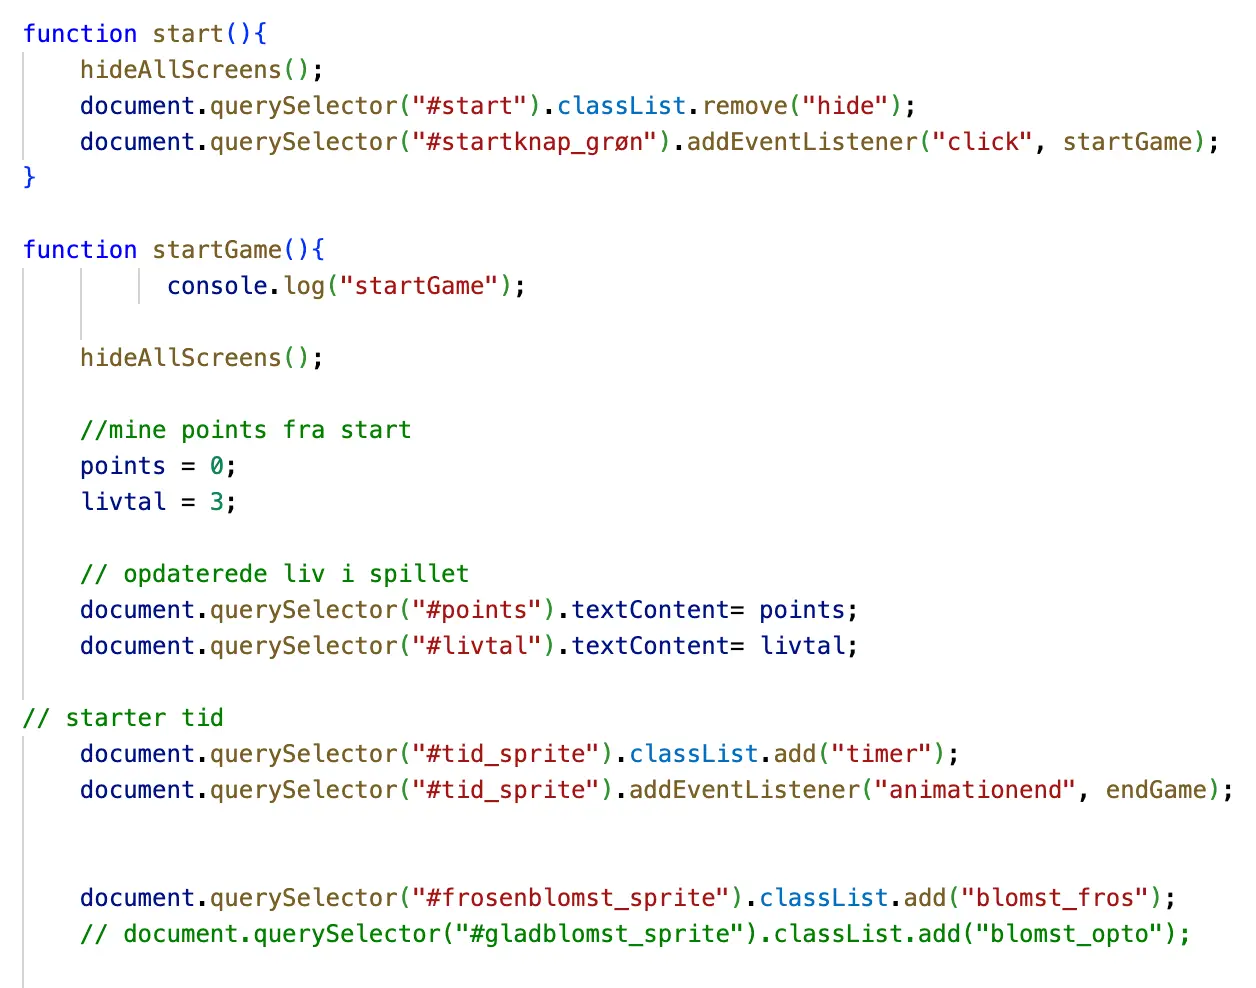 function start(){
    hideAllScreens();
    document.querySelector("#start").classList.remove("hide");
    document.querySelector("#startknap_grøn").addEventListener("click", startGame);
}
function startGame(){
          console.log("startGame");
    hideAllScreens();
    //mine points fra start
    points = 0;
    livtal = 3;
    // opdaterede liv i spillet
    document.querySelector("#points").textContent= points;
    document.querySelector("#livtal").textContent= livtal;
// starter tid
    document.querySelector("#tid_sprite").classList.add("timer");
    document.querySelector("#tid_sprite").addEventListener("animationend", endGame);
    document.querySelector("#frosenblomst_sprite").classList.add("blomst_fros");
    // document.querySelector("#gladblomst_sprite").classList.add("blomst_opto");